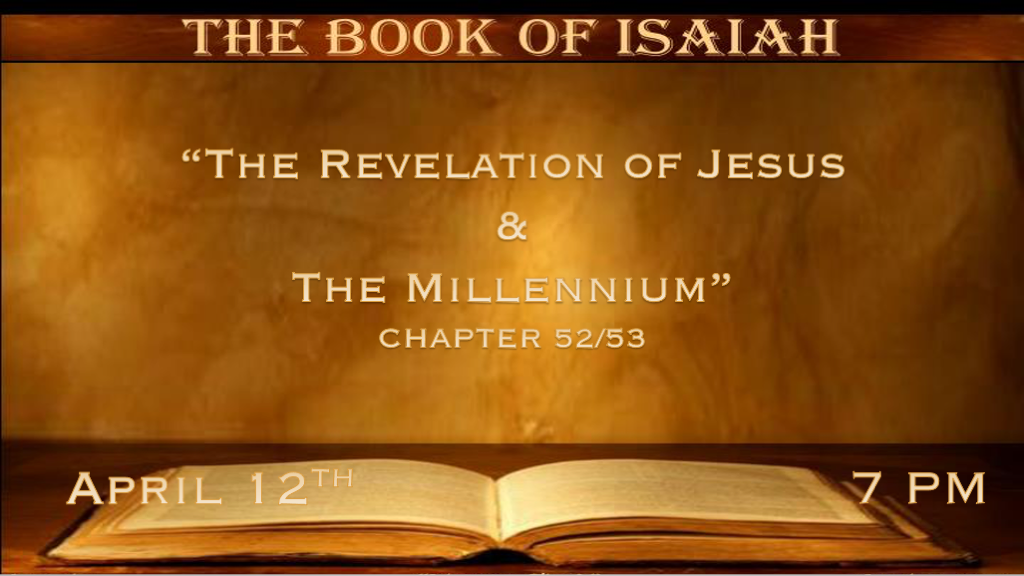 THE BOOK OF ISAIAH
“The Revelation of Jesus
&
The Millennium”
CHAPTER 52/53
April 12TH
7 PM